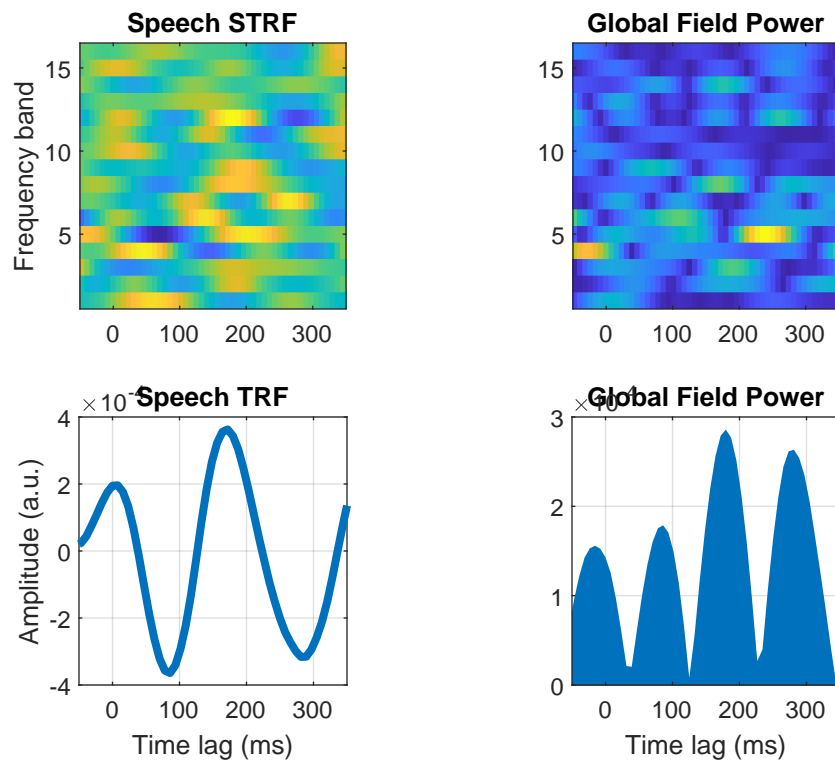 Speech STRF
Frequency band
15
10
5
0 100 200 300
Global Field Power
15
10
5
0 100 200 300
Speech TRF
×10^-4
Amplitude (a.u.)
4
2
0
-2
-4
0 100 200 300
Time lag (ms)
Global Field Power
3
2
1
0
0 100 200 300
Time lag (ms)